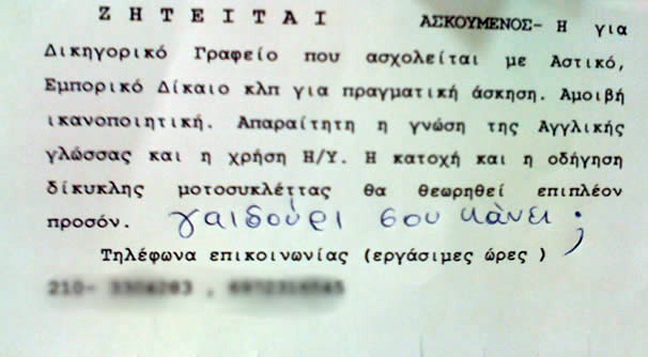 ΖΗΤΕΙΤΑΙ ΑΣΚΟΥΜΕΝΟΣ- Η για
Δικηγορικό Γραφείο που ασχολείται με Αστικό,
Εμπορικό Δίκαιο κλπ για πραγματική άσκηση. Αμοιβή
ικανοποιητική. Απαραίτητη η γνώση της Αγγλικής
γλώσσας και η χρήση Η/Υ. Η κατοχή και η οδήγηση
δίκυκλης μοτοσυκλέττας θα θεωρηθεί επιπλέον
προσόν. γαιδούρι σου κάνει ;
Τηλέφωνα επικοινωνίας (εργάσιμες ώρες )
210-